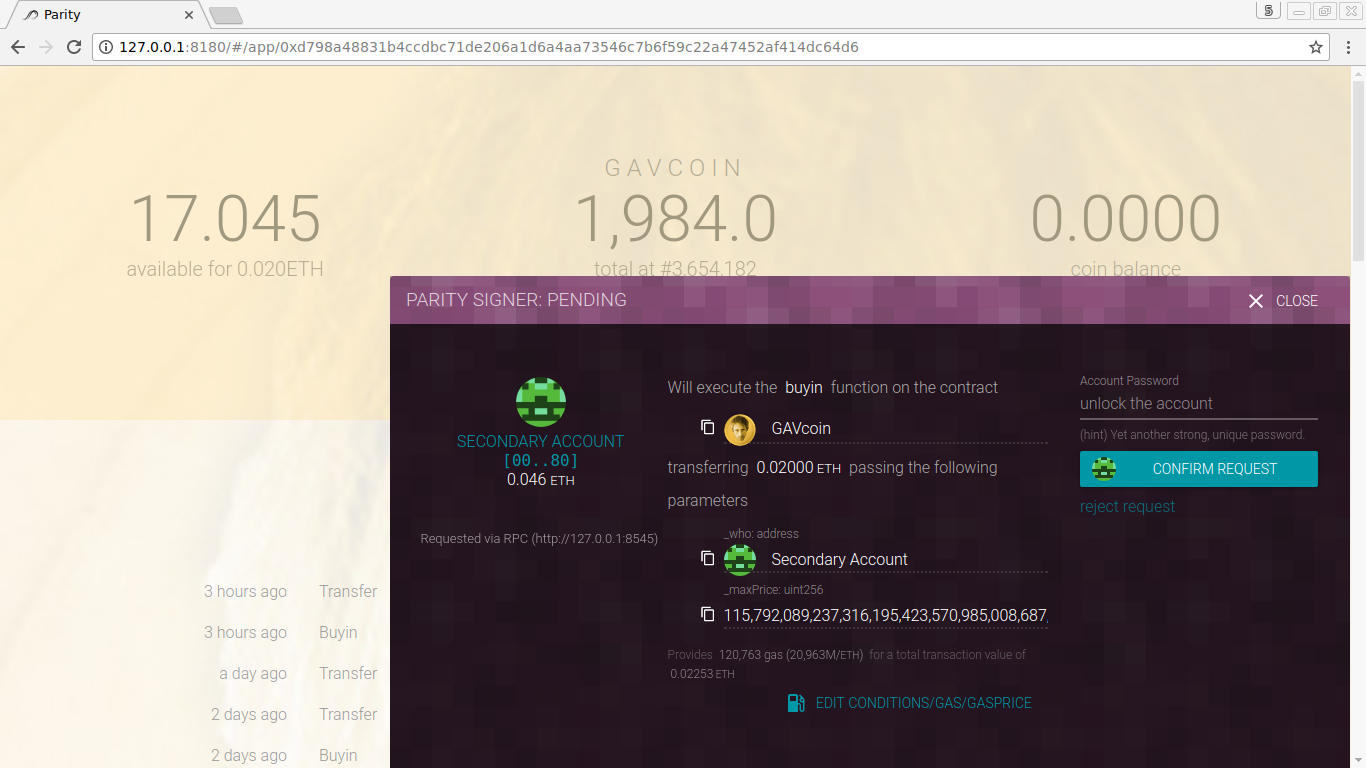 Parity
5
127.0.0.1:8180/#/app/0xd798a48831b4ccdbc71de206a1d6a4aa73546c7b6f59c22a47452af414dc64d6
GAVCOIN
17.045
1,984.0
0.0000
available for 0.020ETH
total at #3,654,182
coin balance
PARITY SIGNER: PENDING
CLOSE
SECONDARY ACCOUNT
[00..80]
0.046 ETH
Requested via RPC (http://127.0.0.1:8545)
Will execute the buyin function on the contract
GAVcoin
transferring 0.02000 ETH passing the following
parameters
_who: address
Secondary Account
_maxPrice: uint256
115,792,089,237,316,195,423,570,985,008,687,
Provides 120,763 gas (20,963M/ETH) for a total transaction value of
0.02253 ETH
EDIT CONDITIONS/GAS/GASPRICE
Account Password
unlock the account
(hint) Yet another strong, unique password.
CONFIRM REQUEST
reject request
3 hours ago Transfer
3 hours ago Buyin
a day ago Transfer
2 days ago Transfer
2 days ago Buyin